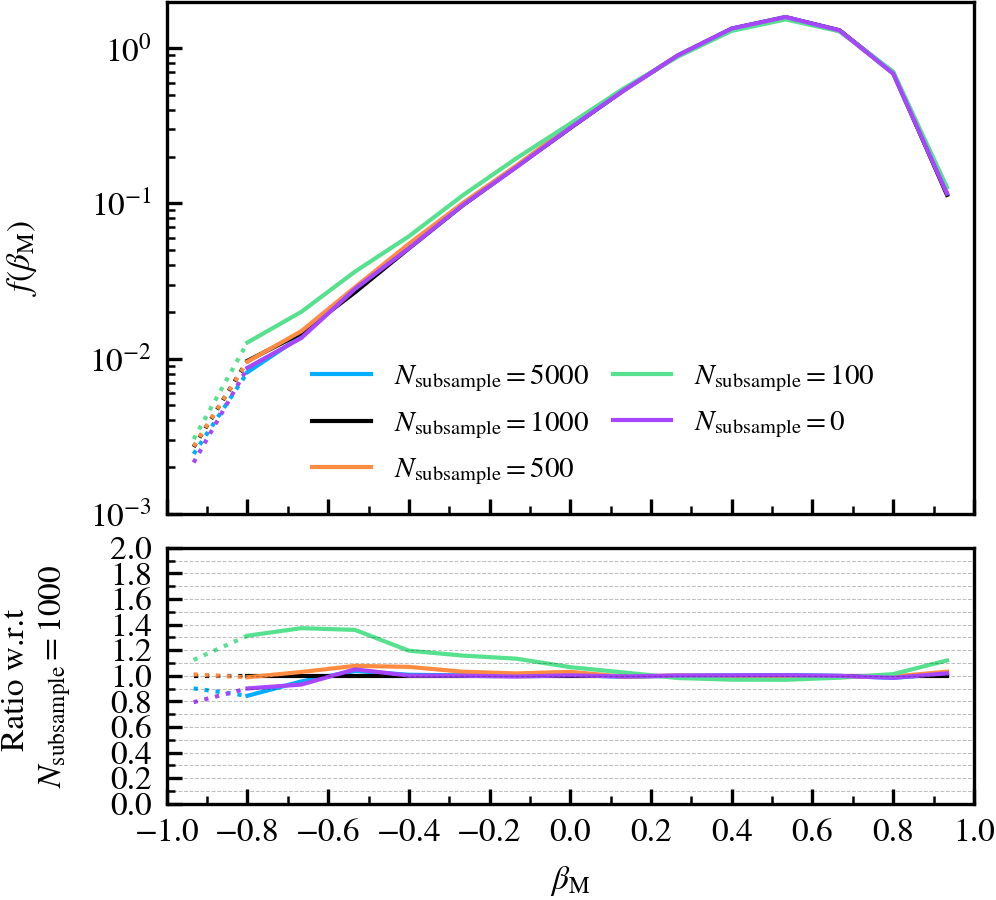 f(β_M)
10^0
10^−1
10^−2
10^−3
N_subsample = 5000
N_subsample = 1000
N_subsample = 500
N_subsample = 100
N_subsample = 0
Ratio w.r.t
N_subsample = 1000
2.0
1.8
1.6
1.4
1.2
1.0
0.8
0.6
0.4
0.2
0.0
−1.0 −0.8 −0.6 −0.4 −0.2 0.0 0.2 0.4 0.6 0.8 1.0
β_M